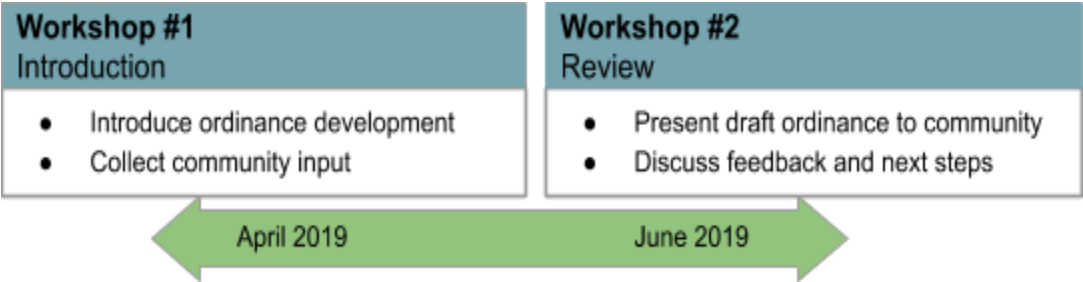 Workshop #1
Introduction
● Introduce ordinance development
● Collect community input
Workshop #2
Review
● Present draft ordinance to community
● Discuss feedback and next steps
April 2019
June 2019